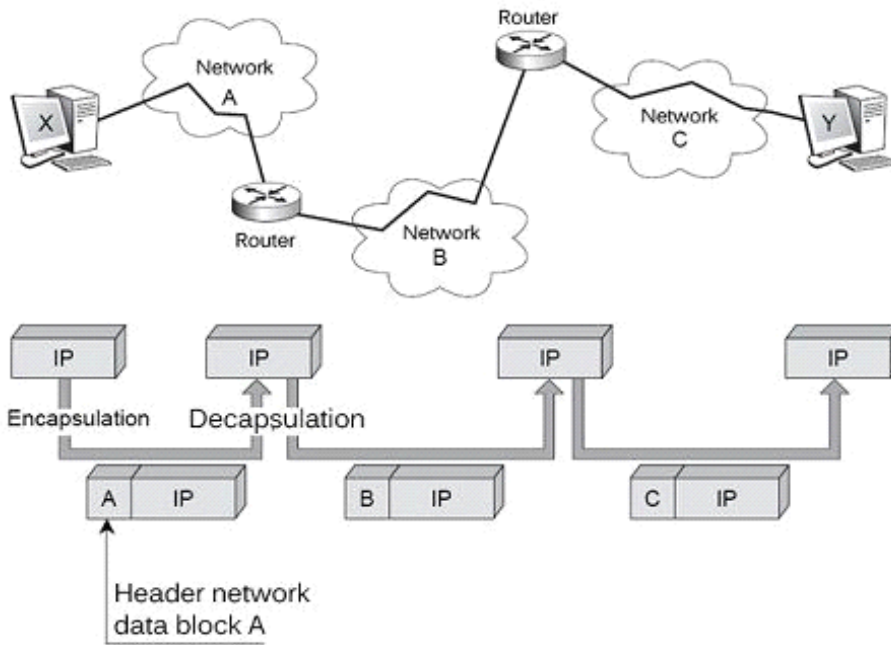 Router
Network
A
X
Network
C
Y
Router
Network
B
IP
IP
IP
IP
Encapsulation
Decapsulation
A
IP
B
IP
C
IP
Header network
data block A